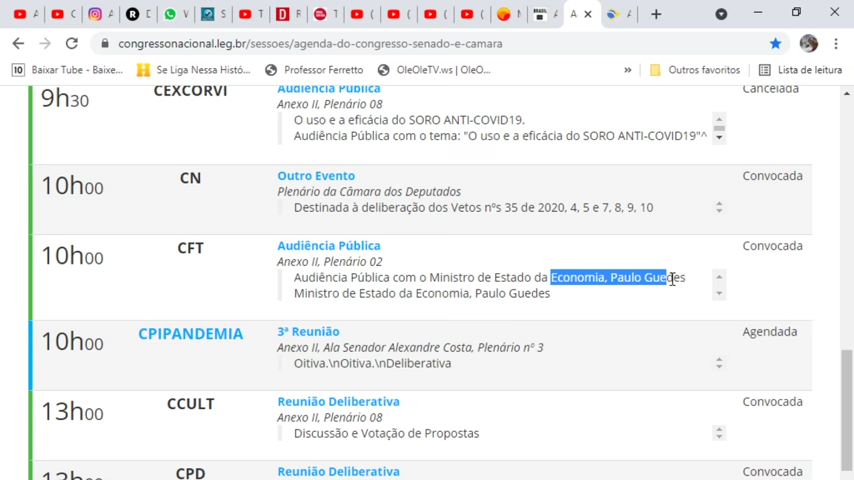 congressonacional.leg.br/sessoes/agenda-do-congresso-senado-e-camara
Baixar Tube - Baixe... Se Liga Nessa Histó... Professor Ferretto OleOleTV.ws | OleO... » Outros favoritos Lista de leitura
9h30 CEXCORVI Audiência Pública Cancelada
Anexo II, Plenário 08
O uso e a eficácia do SORO ANTI-COVID19.
Audiência Pública com o tema: "O uso e a eficácia do SORO ANTI-COVID19"^
10h00 CN Outro Evento Convocada
Plenário da Câmara dos Deputados
Destinada à deliberação dos Vetos nºs 35 de 2020, 4, 5 e 7, 8, 9, 10
10h00 CFT Audiência Pública Convocada
Anexo II, Plenário 02
Audiência Pública com o Ministro de Estado da Economia, Paulo Guedes
Ministro de Estado da Economia, Paulo Guedes
10h00 CPIPANDEMIA 3ª Reunião Agendada
Anexo II, Ala Senador Alexandre Costa, Plenário nº 3
Oitiva.\nOitiva.\nDeliberativa
13h00 CCULT Reunião Deliberativa Convocada
Anexo II, Plenário 08
Discussão e Votação de Propostas
13h00 CPD Reunião Deliberativa Convocada